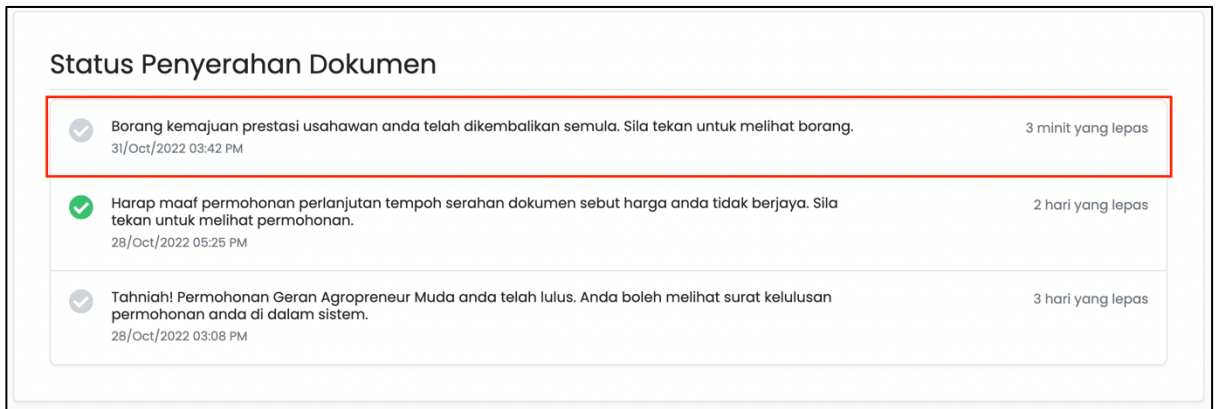 Status Penyerahan Dokumen
Borang kemajuan prestasi usahawan anda telah dikembalikan semula. Sila tekan untuk melihat borang.
3 minit yang lepas
31/Oct/2022 03:42 PM
Harap maaf permohonan perlanjutan tempoh serahan dokumen sebut harga anda tidak berjaya. Sila
2 hari yang lepas
tekan untuk melihat permohonan.
28/Oct/2022 05:25 PM
Tahniah! Permohonan Geran Agropreneur Muda anda telah lulus. Anda boleh melihat surat kelulusan
3 hari yang lepas
permohonan anda di dalam sistem.
28/Oct/2022 03:08 PM